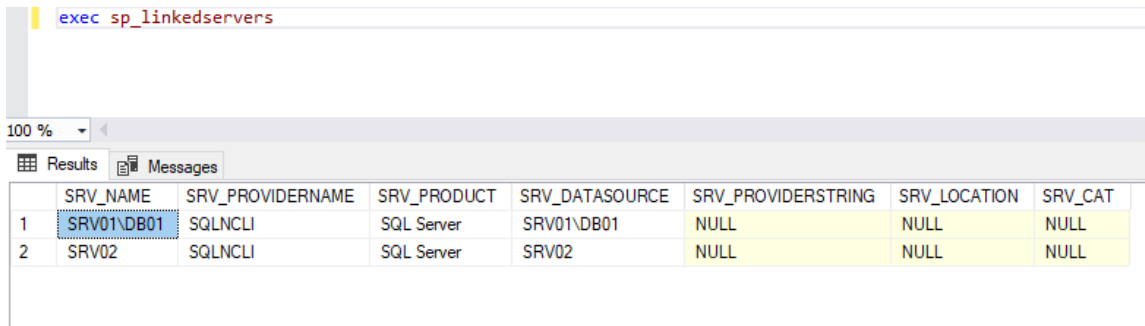 exec sp_linkedservers
100 %
Results Messages
SRV_NAME SRV_PROVIDERNAME SRV_PRODUCT SRV_DATASOURCE SRV_PROVIDERSTRING SRV_LOCATION SRV_CAT
1 SRV01\DB01 SQLNCLI SQL Server SRV01\DB01 NULL NULL NULL
2 SRV02 SQLNCLI SQL Server SRV02 NULL NULL NULL